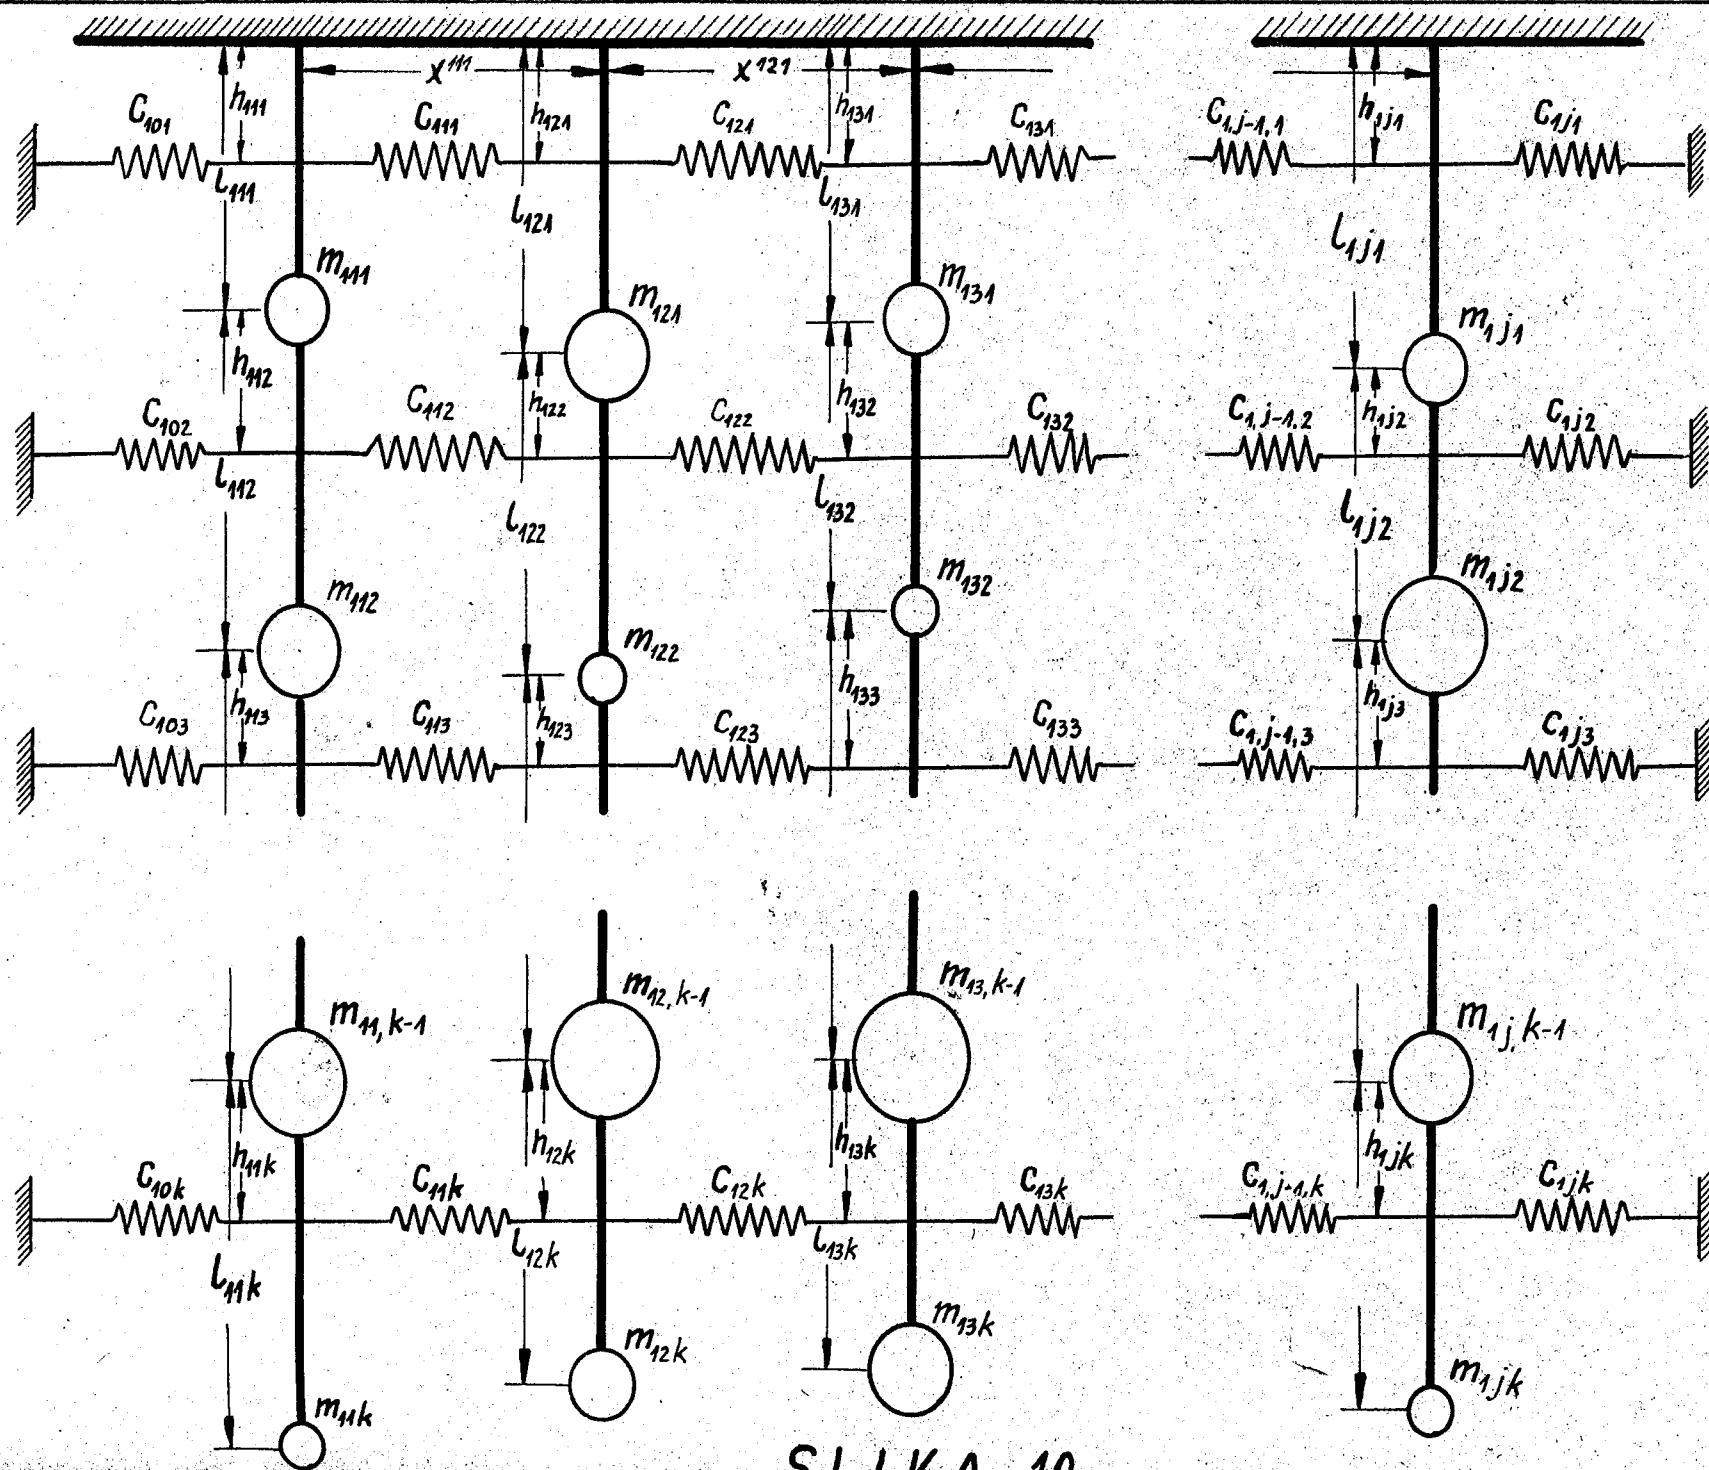 x¹¹¹ x¹²¹
C₁₀₁ h₁₁₁ C₁₁₁ h₁₂₁ C₁₂₁ h₁₃₁ C₁₃₁ C₁,ⱼ₋₁,₁ h₁ⱼ₁ C₁ⱼ₁
l₁₁₁ l₁₂₁ l₁₃₁ l₁ⱼ₁
m₁₁₁ m₁₂₁ m₁₃₁ m₁ⱼ₁
h₁₁₂ h₁₂₂ h₁₃₂ h₁ⱼ₂
C₁₀₂ C₁₁₂ C₁₂₂ C₁₃₂ C₁,ⱼ₋₁,₂ C₁ⱼ₂
l₁₁₂ l₁₂₂ l₁₃₂ l₁ⱼ₂
m₁₁₂ m₁₂₂ m₁₃₂ m₁ⱼ₂
h₁₁₃ h₁₂₃ h₁₃₃ h₁ⱼ₃
C₁₀₃ C₁₁₃ C₁₂₃ C₁₃₃ C₁,ⱼ₋₁,₃ C₁ⱼ₃
m₁₁,k-1 m₁₂,k-1 m₁₃,k-1 m₁ⱼ,k-1
h₁₁k h₁₂k h₁₃k h₁ⱼk
C₁₀k C₁₁k C₁₂k C₁₃k C₁,ⱼ₋₁,k C₁ⱼk
l₁₁k l₁₂k l₁₃k
m₁₁k m₁₂k m₁₃k m₁ⱼk
SLIKA 10